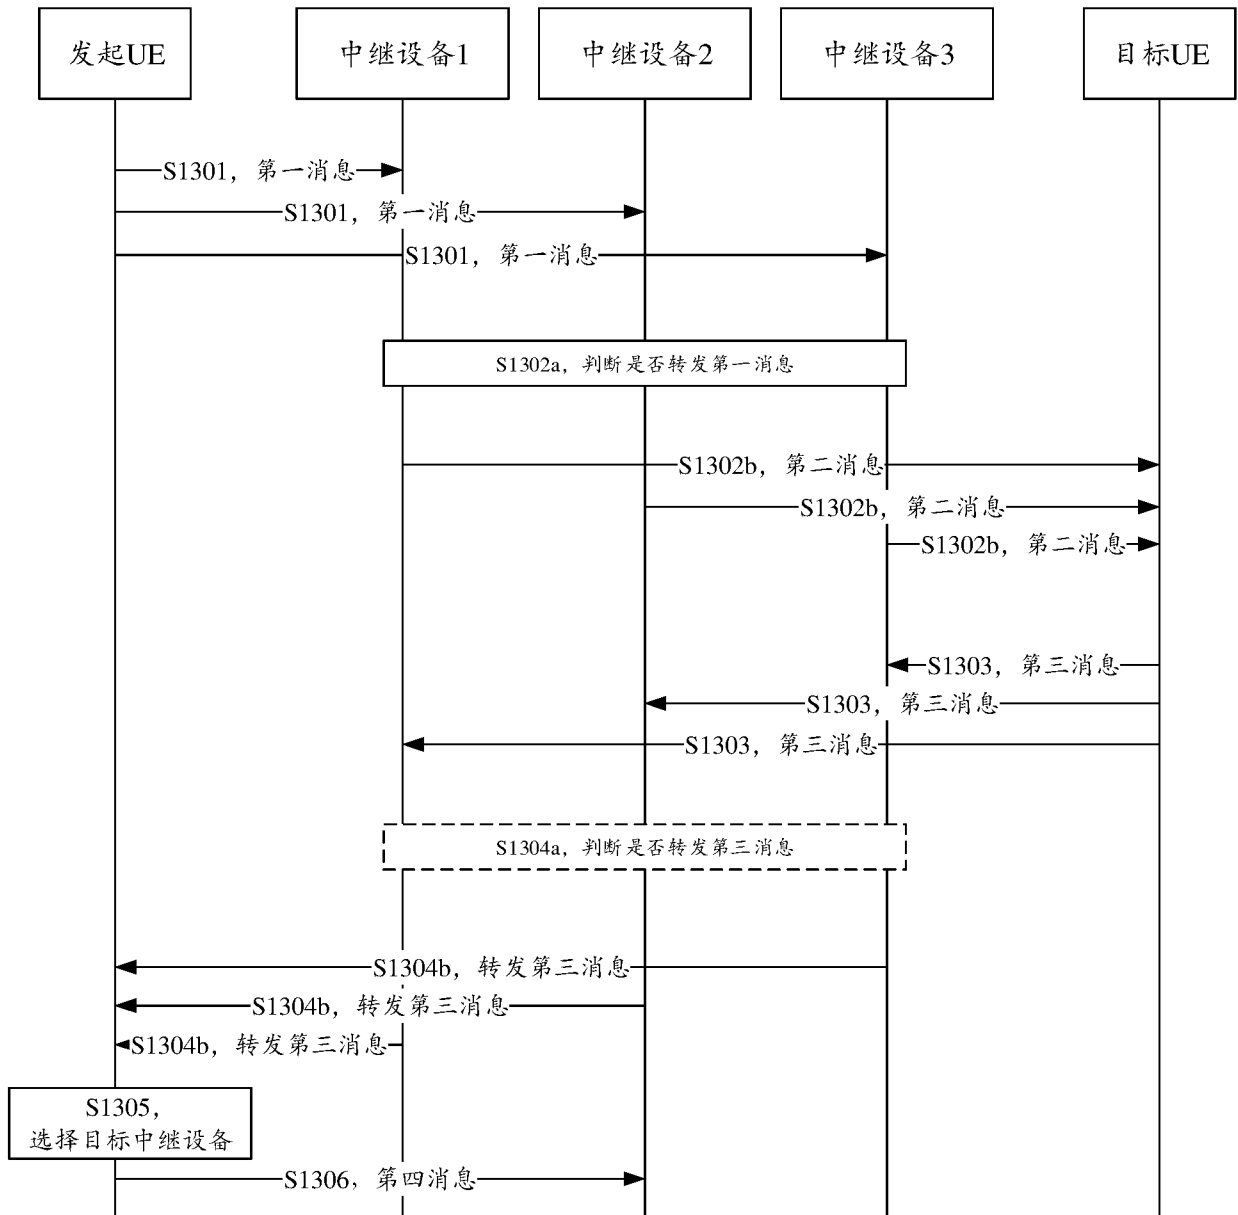 发起UE
中继设备1
中继设备2
中继设备3
目标UE
S1301，第一消息
S1301，第一消息
S1301，第一消息
S1302a，判断是否转发第一消息
S1302b，第二消息
S1302b，第二消息
S1302b，第二消息
S1303，第三消息
S1303，第三消息
S1303，第三消息
S1304a，判断是否转发第三消息
S1304b，转发第三消息
S1304b，转发第三消息
S1304b，转发第三消息
S1305，
选择目标中继设备
S1306，第四消息